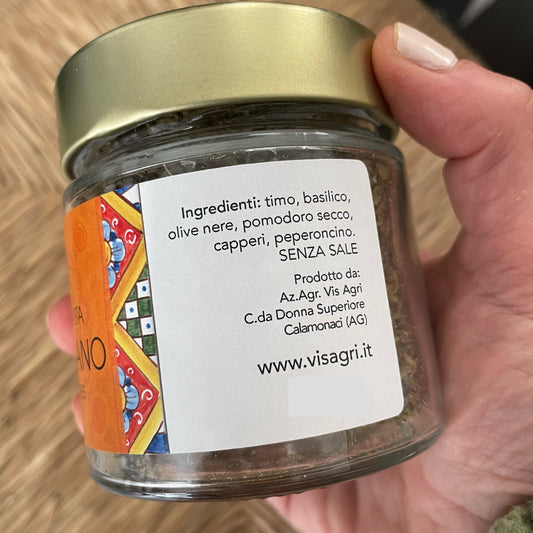 Ingredienti: timo, basilico,
olive nere, pomodoro secco,
capperi, peperoncino.
SENZA SALE
Prodotto da:
Az.Agr. Vis Agri
C.da Donna Superiore
Calamonaci (AG)
www.visagri.it